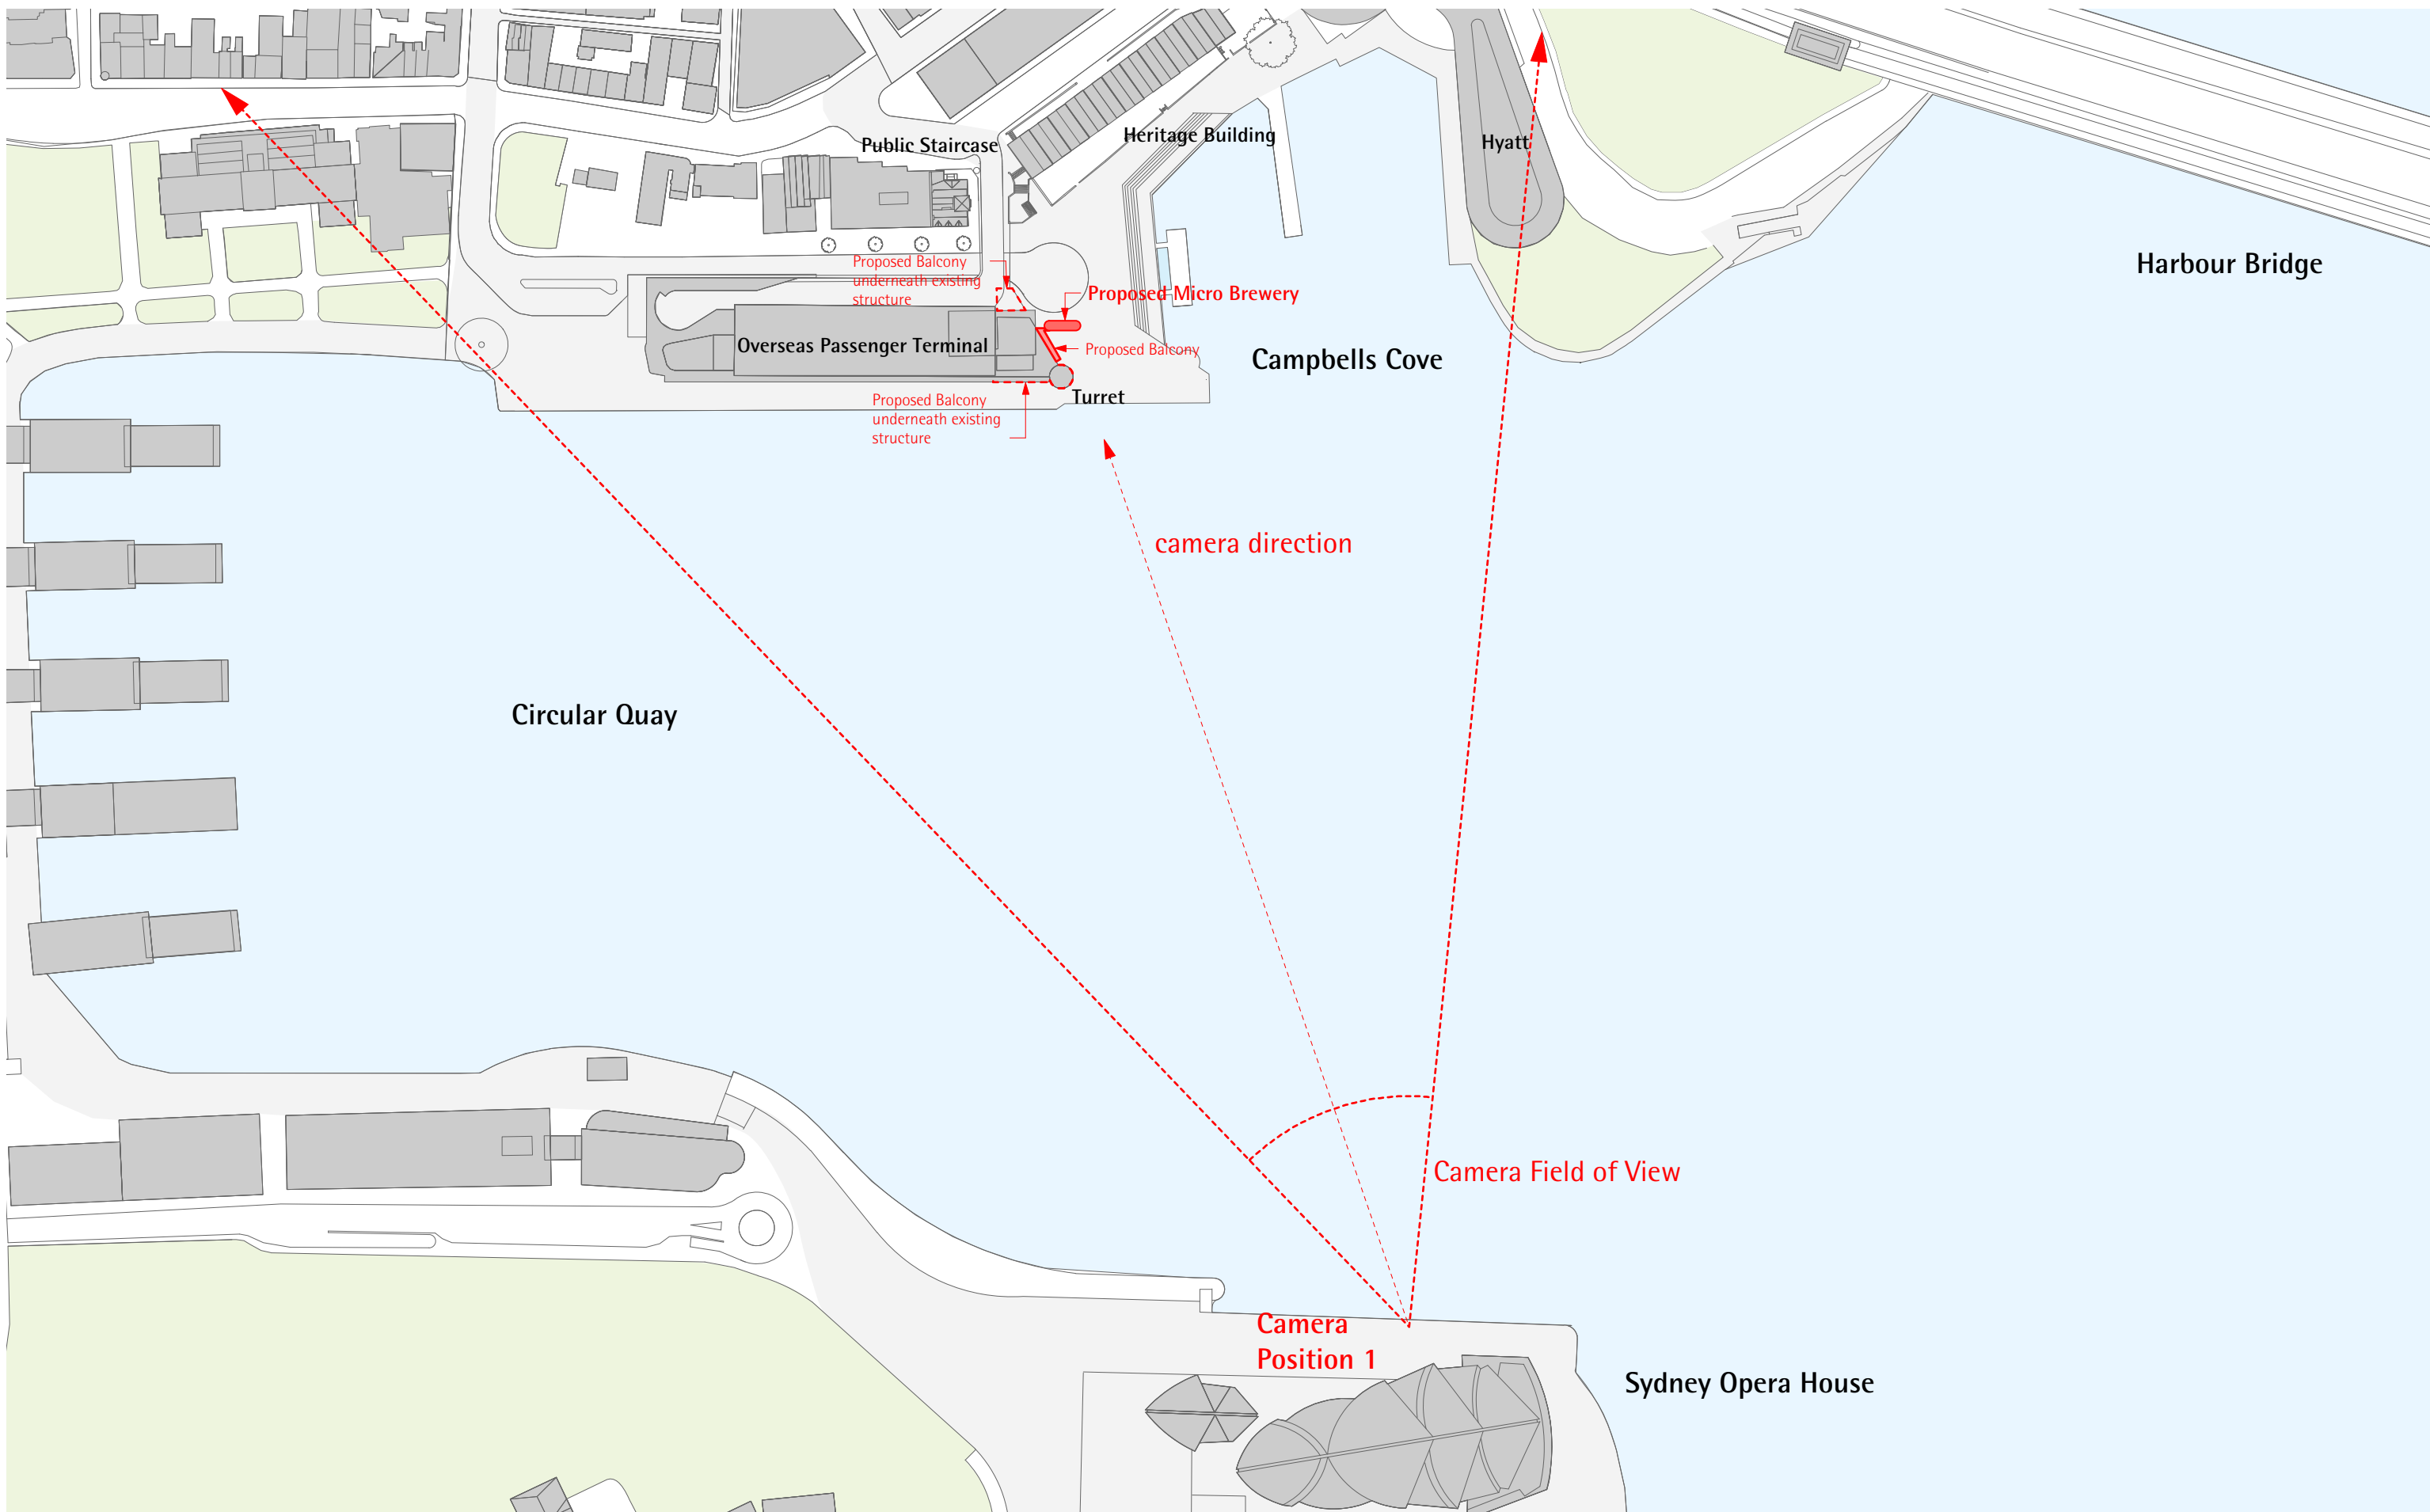 Public Staircase
Heritage Building
Hyatt
Harbour Bridge
Proposed Balcony
underneath existing
structure
Proposed Micro Brewery
Overseas Passenger Terminal
Proposed Balcony
Campbells Cove
Proposed Balcony
underneath existing
structure
Turret
camera direction
Circular Quay
Camera Field of View
Camera
Position 1
Sydney Opera House